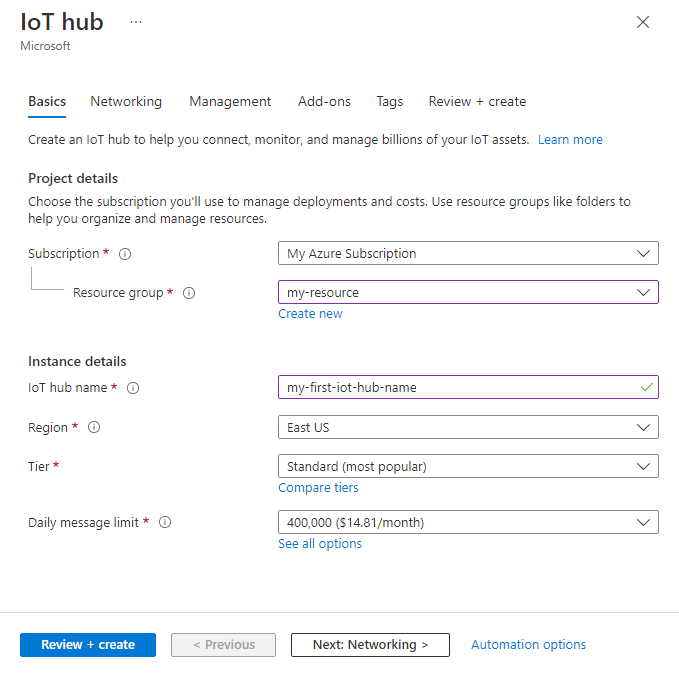 IoT hub ...
Microsoft
Basics Networking Management Add-ons Tags Review + create
Create an IoT hub to help you connect, monitor, and manage billions of your IoT assets. Learn more
Project details
Choose the subscription you'll use to manage deployments and costs. Use resource groups like folders to
help you organize and manage resources.
Subscription * My Azure Subscription
Resource group * my-resource
Create new
Instance details
IoT hub name * my-first-iot-hub-name
Region * East US
Tier * Standard (most popular)
Compare tiers
Daily message limit * 400,000 ($14.81/month)
See all options
Review + create < Previous Next: Networking > Automation options